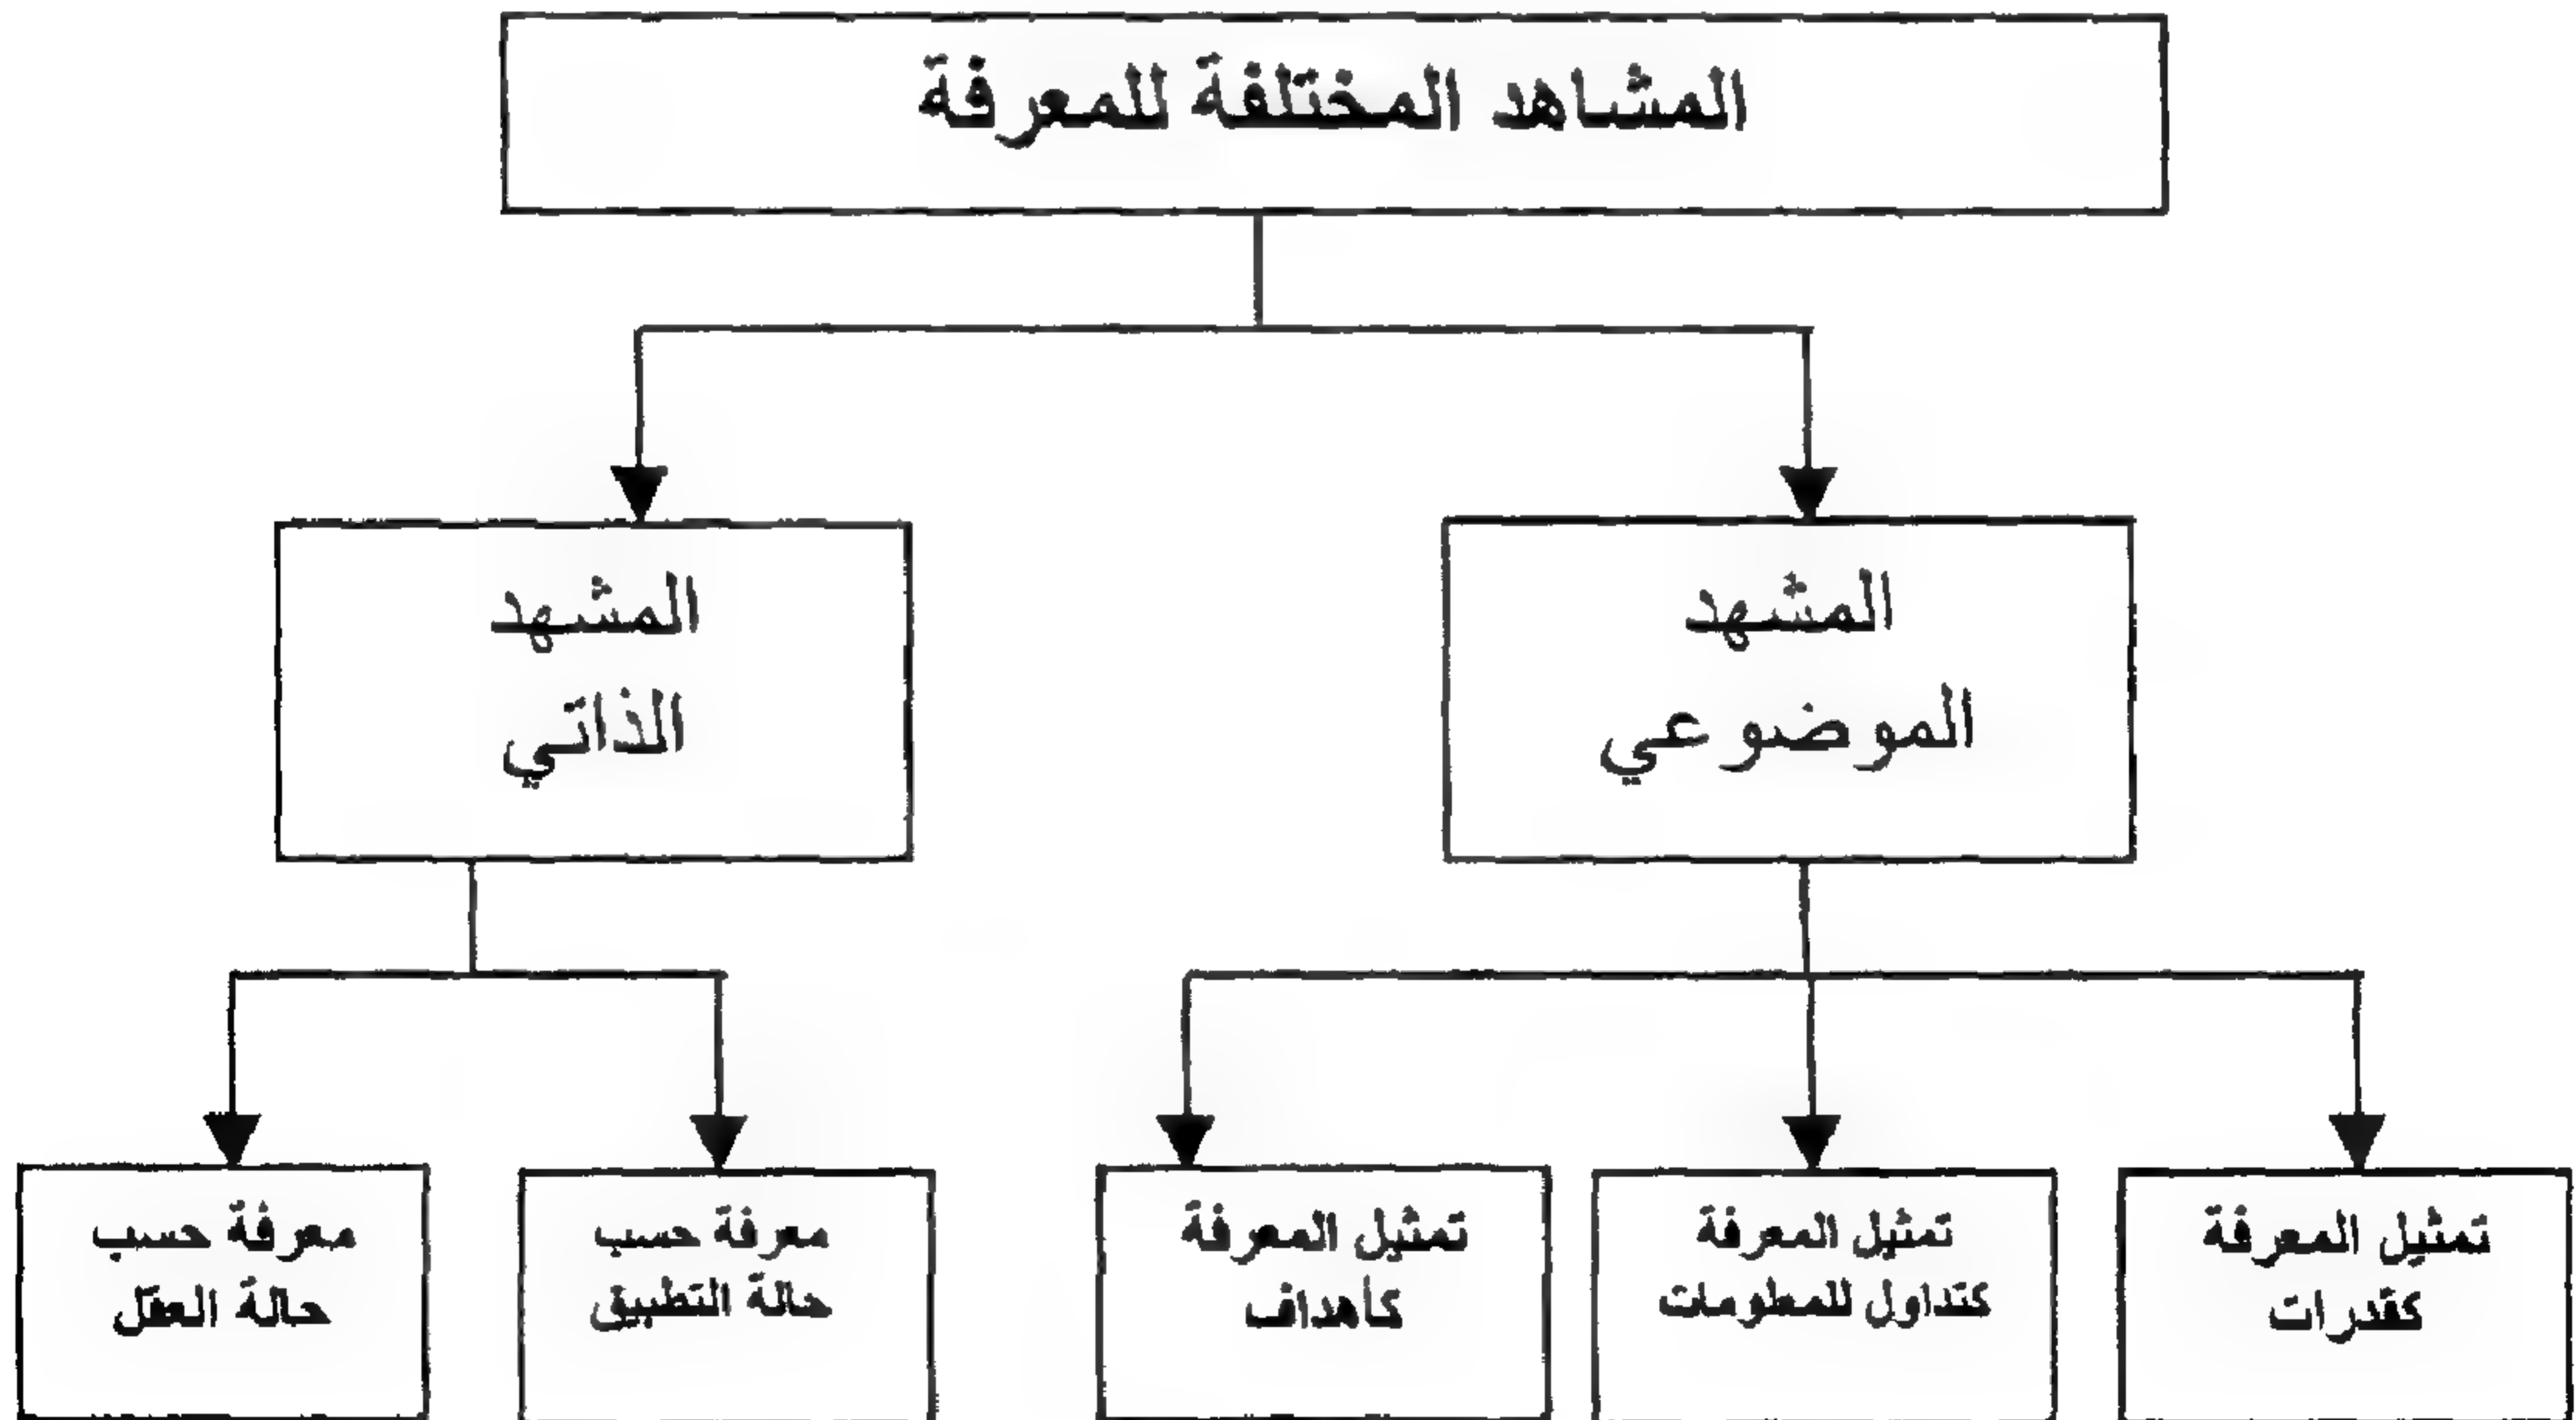 المشاهد المختلفة للمعرفة
المشهد
الموضوعي
المشهد
الذاتي
تمثيل المعرفة
كقدرات
تمثيل المعرفة
كتداول للمعلومات
تمثيل المعرفة
كأهداف
معرفة حسب
حالة التطبيق
معرفة حسب
حالة العقل